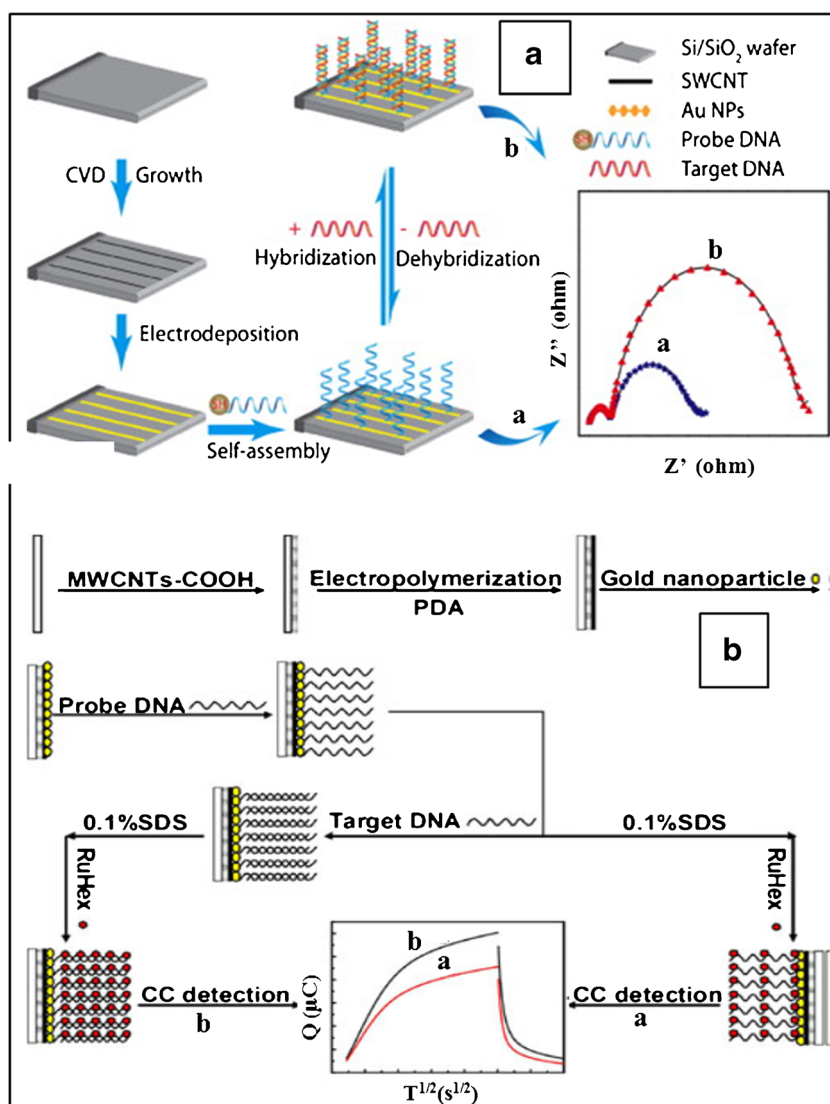 a
Si/SiO2 wafer
SWCNT
Au NPs
SH
Probe DNA
Target DNA
b
CVD Growth
+ -
Hybridization Dehybridization
Electrodeposition
SH
Self-assembly
a
b
a
Z” (ohm)
Z’ (ohm)
MWCNTs-COOH
Electropolymerization
PDA
Gold nanoparticle
b
Probe DNA
0.1%SDS
Target DNA
0.1%SDS
RuHex
RuHex
CC detection
b
b
a
Q (μC)
T1/2(s1/2)
CC detection
a